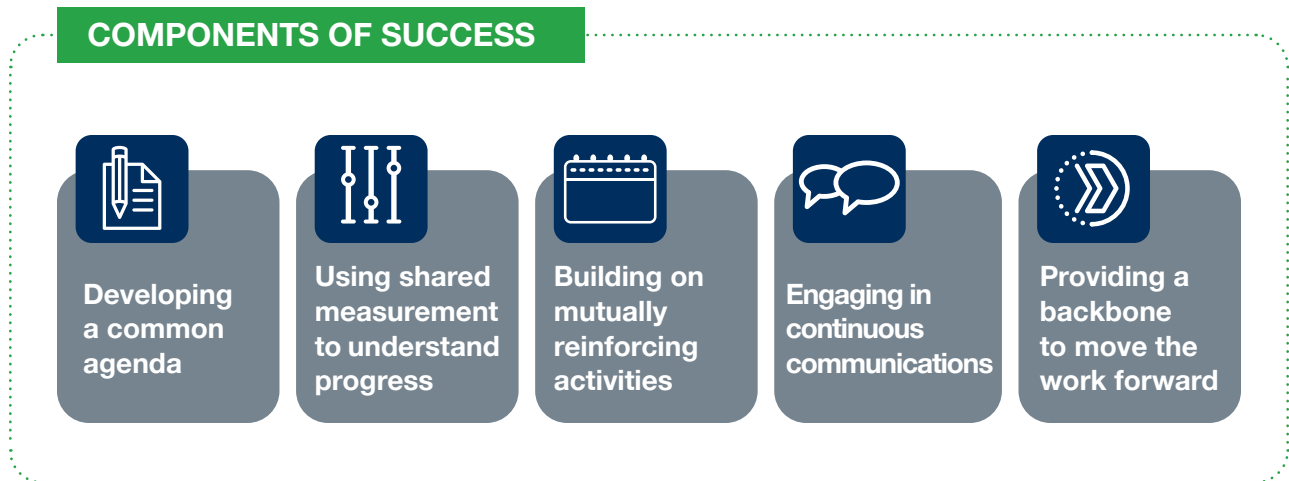 COMPONENTS OF SUCCESS
Developing
a common
agenda
Using shared
measurement
to understand
progress
Building on
mutually
reinforcing
activities
Engaging in
continuous
communications
Providing a
backbone
to move the
work forward